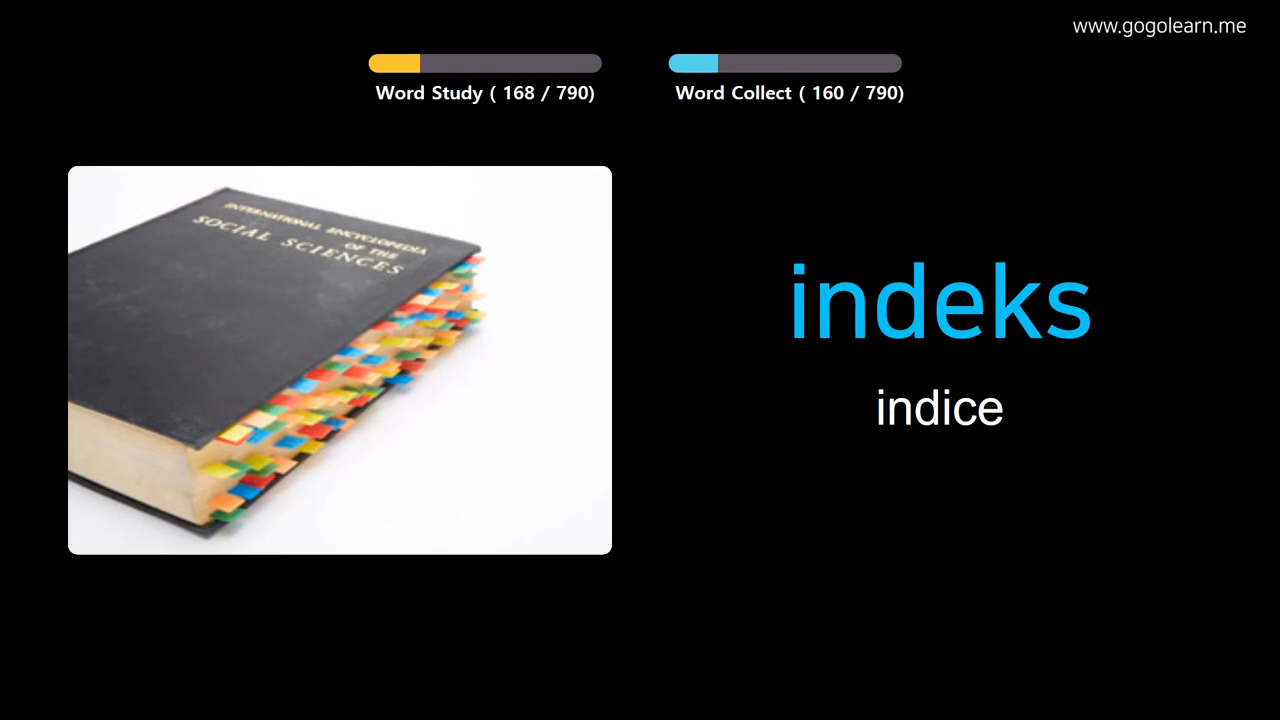 www.gogolearn.me
Word Study ( 168 / 790)
Word Collect ( 160 / 790)
INTERNATIONAL ENCYCLOPEDIA
OF THE
SOCIAL SCIENCES
indeks
indice